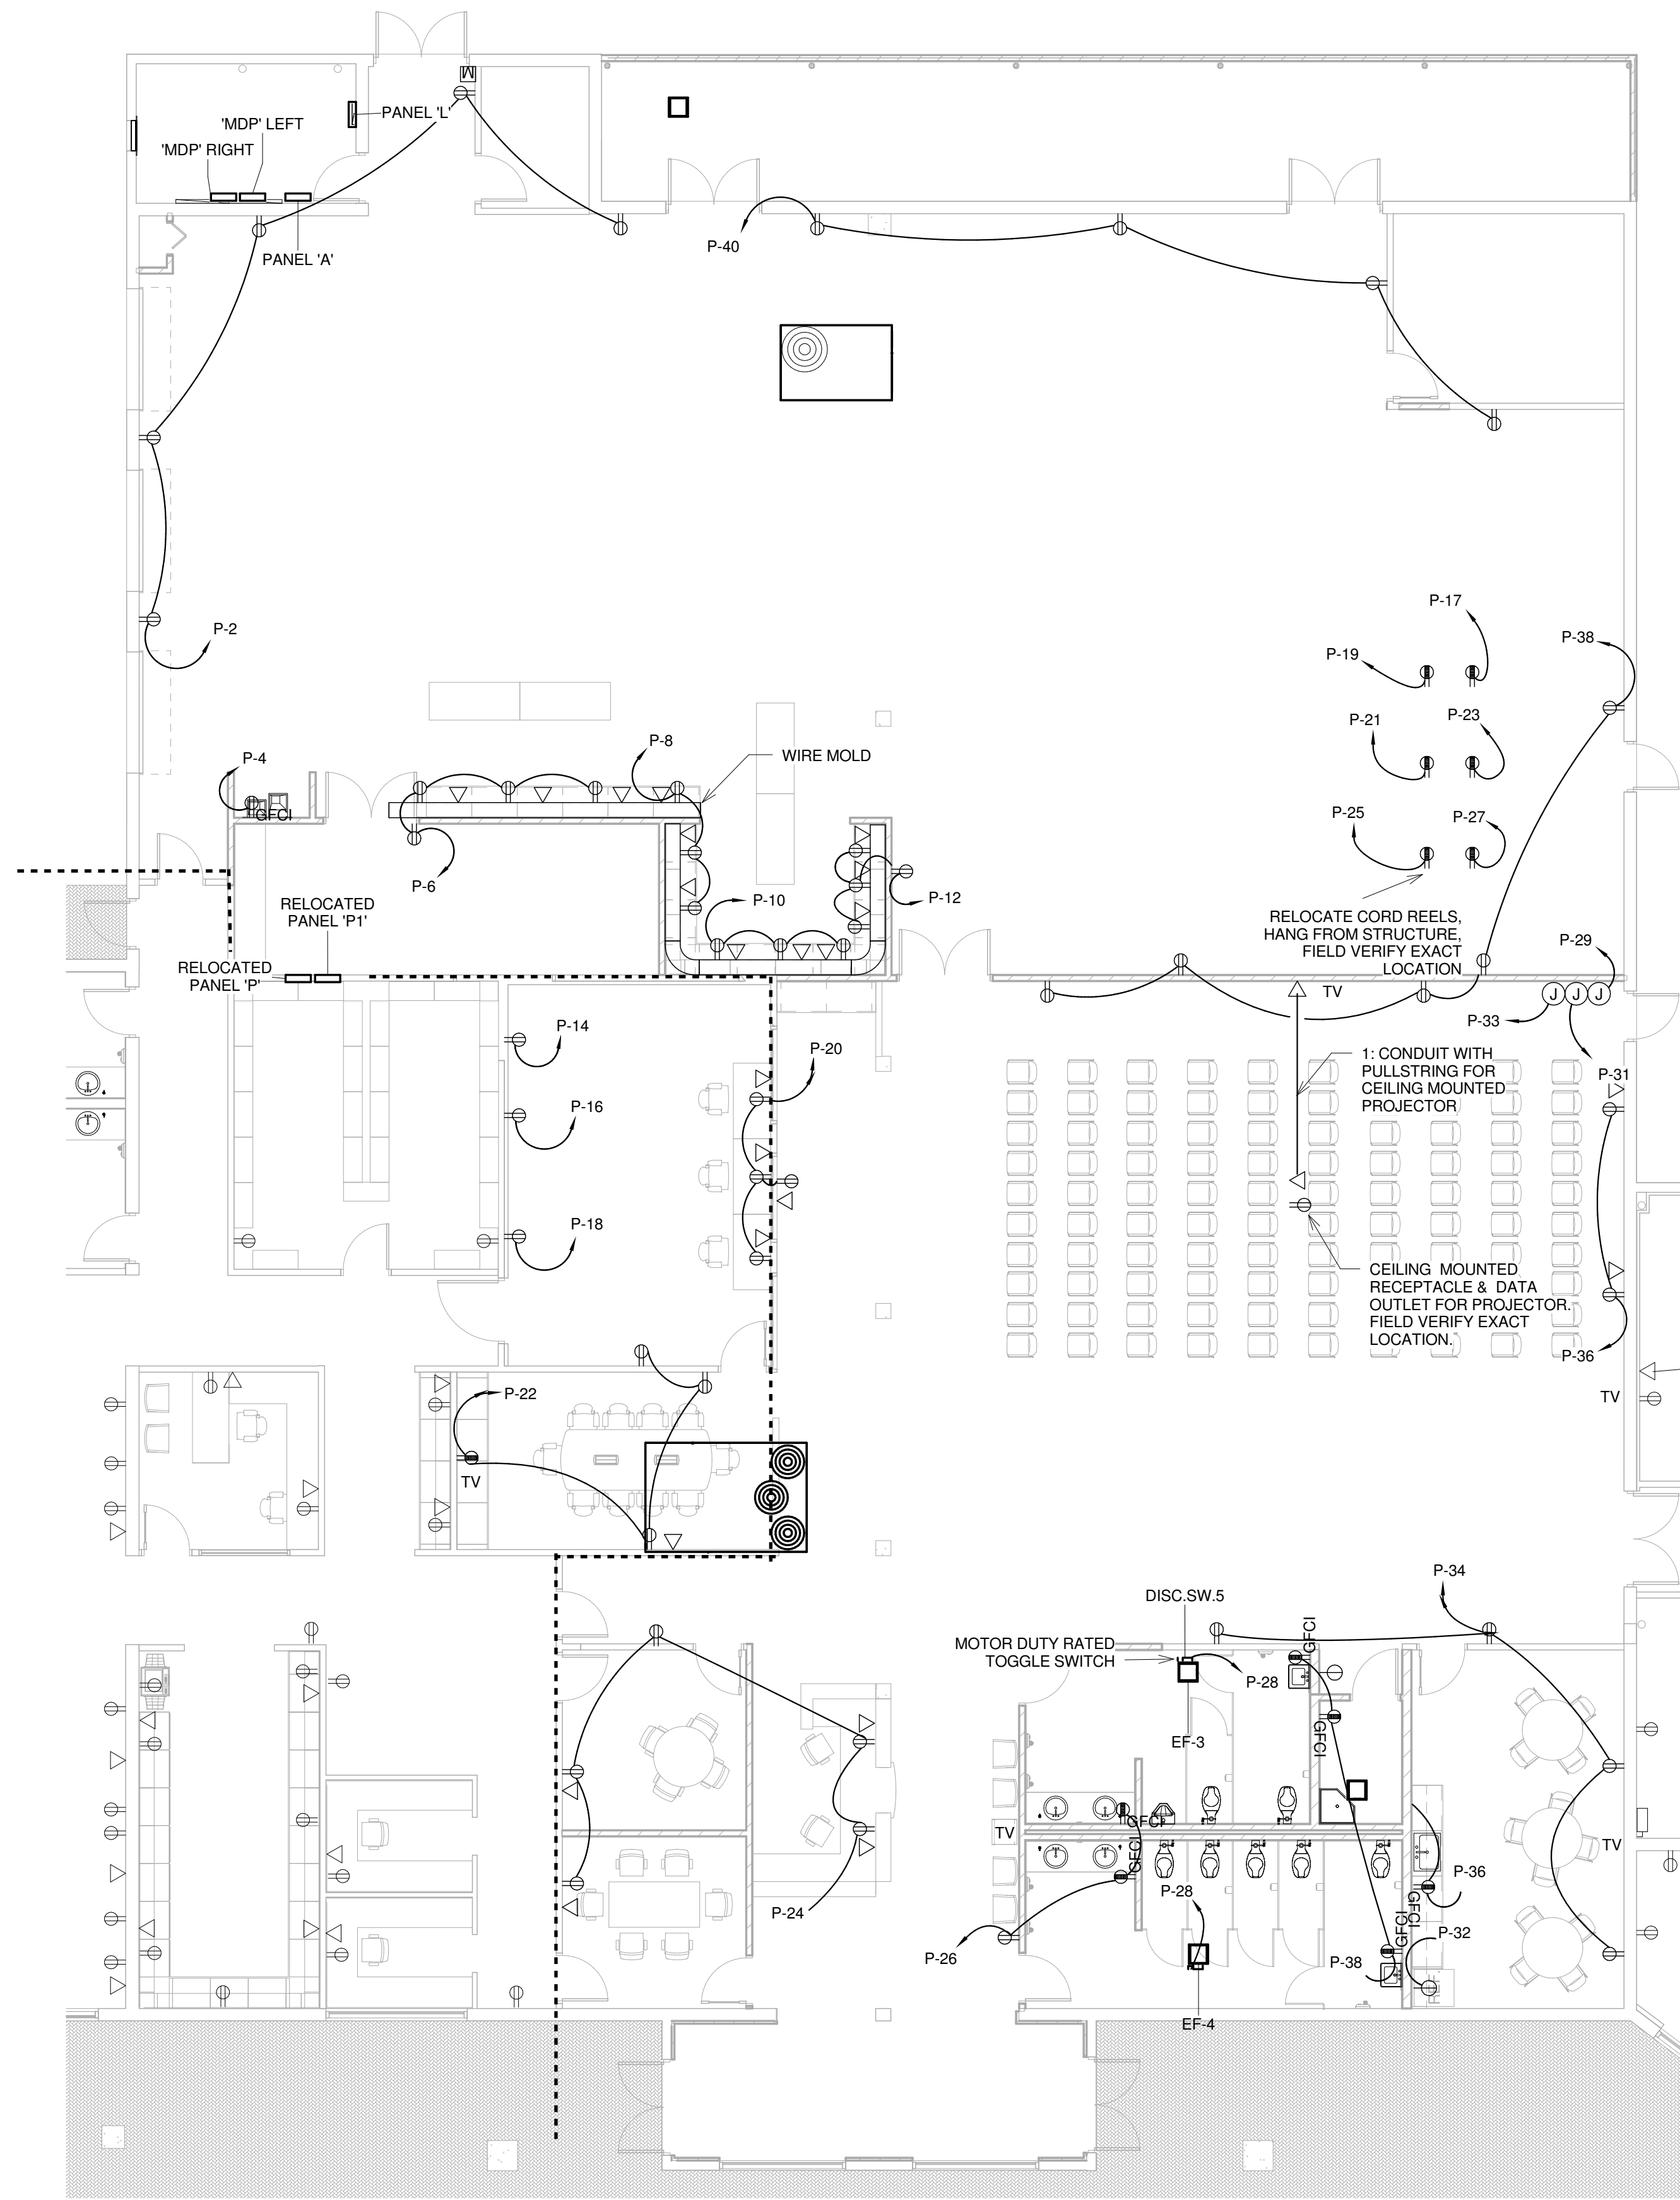 M
PANEL 'L'
'MDP' LEFT
'MDP' RIGHT
P-40
PANEL 'A'
P-17
P-2
P-38
P-19
P-21
P-23
P-8
WIRE MOLD
P-4
GFCI
P-25
P-27
P-6
P-10
P-12
RELOCATED
PANEL 'P1'
RELOCATE CORD REELS,
HANG FROM STRUCTURE,
FIELD VERIFY EXACT
LOCATION
P-29
RELOCATED
PANEL 'P'
TV
J
J
J
P-33
P-14
P-20
1: CONDUIT WITH
PULLSTRING FOR
CEILING MOUNTED
PROJECTOR
P-31
P-16
P-18
CEILING MOUNTED
RECEPTACLE & DATA
OUTLET FOR PROJECTOR.
FIELD VERIFY EXACT
LOCATION.
P-36
P-22
TV
TV
P-34
DISC.SW.5
GFCI
MOTOR DUTY RATED
TOGGLE SWITCH
P-28
EF-3
GFCI
GFCI
TV
TV
GFCI
P-36
P-28
GFCI
P-24
GFCI
P-32
P-26
P-38
EF-4